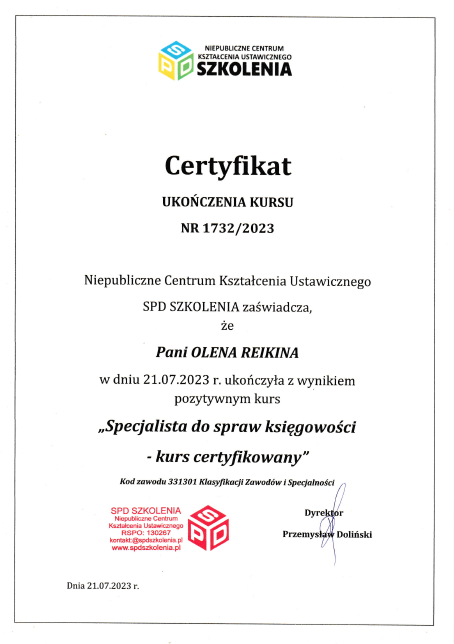 SPD
NIEPUBLICZNE CENTRUM
KSZTAŁCENIA USTAWICZNEGO
SZKOLENIA
Certyfikat
UKOŃCZENIA KURSU
NR 1732/2023
Niepubliczne Centrum Kształcenia Ustawicznego
SPD SZKOLENIA zaświadcza,
że
Pani OLENA REIKINA
w dniu 21.07.2023 r. ukończyła z wynikiem
pozytywnym kurs
„Specjalista do spraw księgowości
- kurs certyfikowany”
Kod zawodu 331301 Klasyfikacji Zawodów i Specjalności
SPD SZKOLENIA
Niepubliczne Centrum
Kształcenia Ustawicznego
RSPO: 130267
kontakt@spdszkolenia.pl
www.spdszkolenia.pl
SPD
Dyrektor
Przemysław Doliński
Dnia 21.07.2023 r.